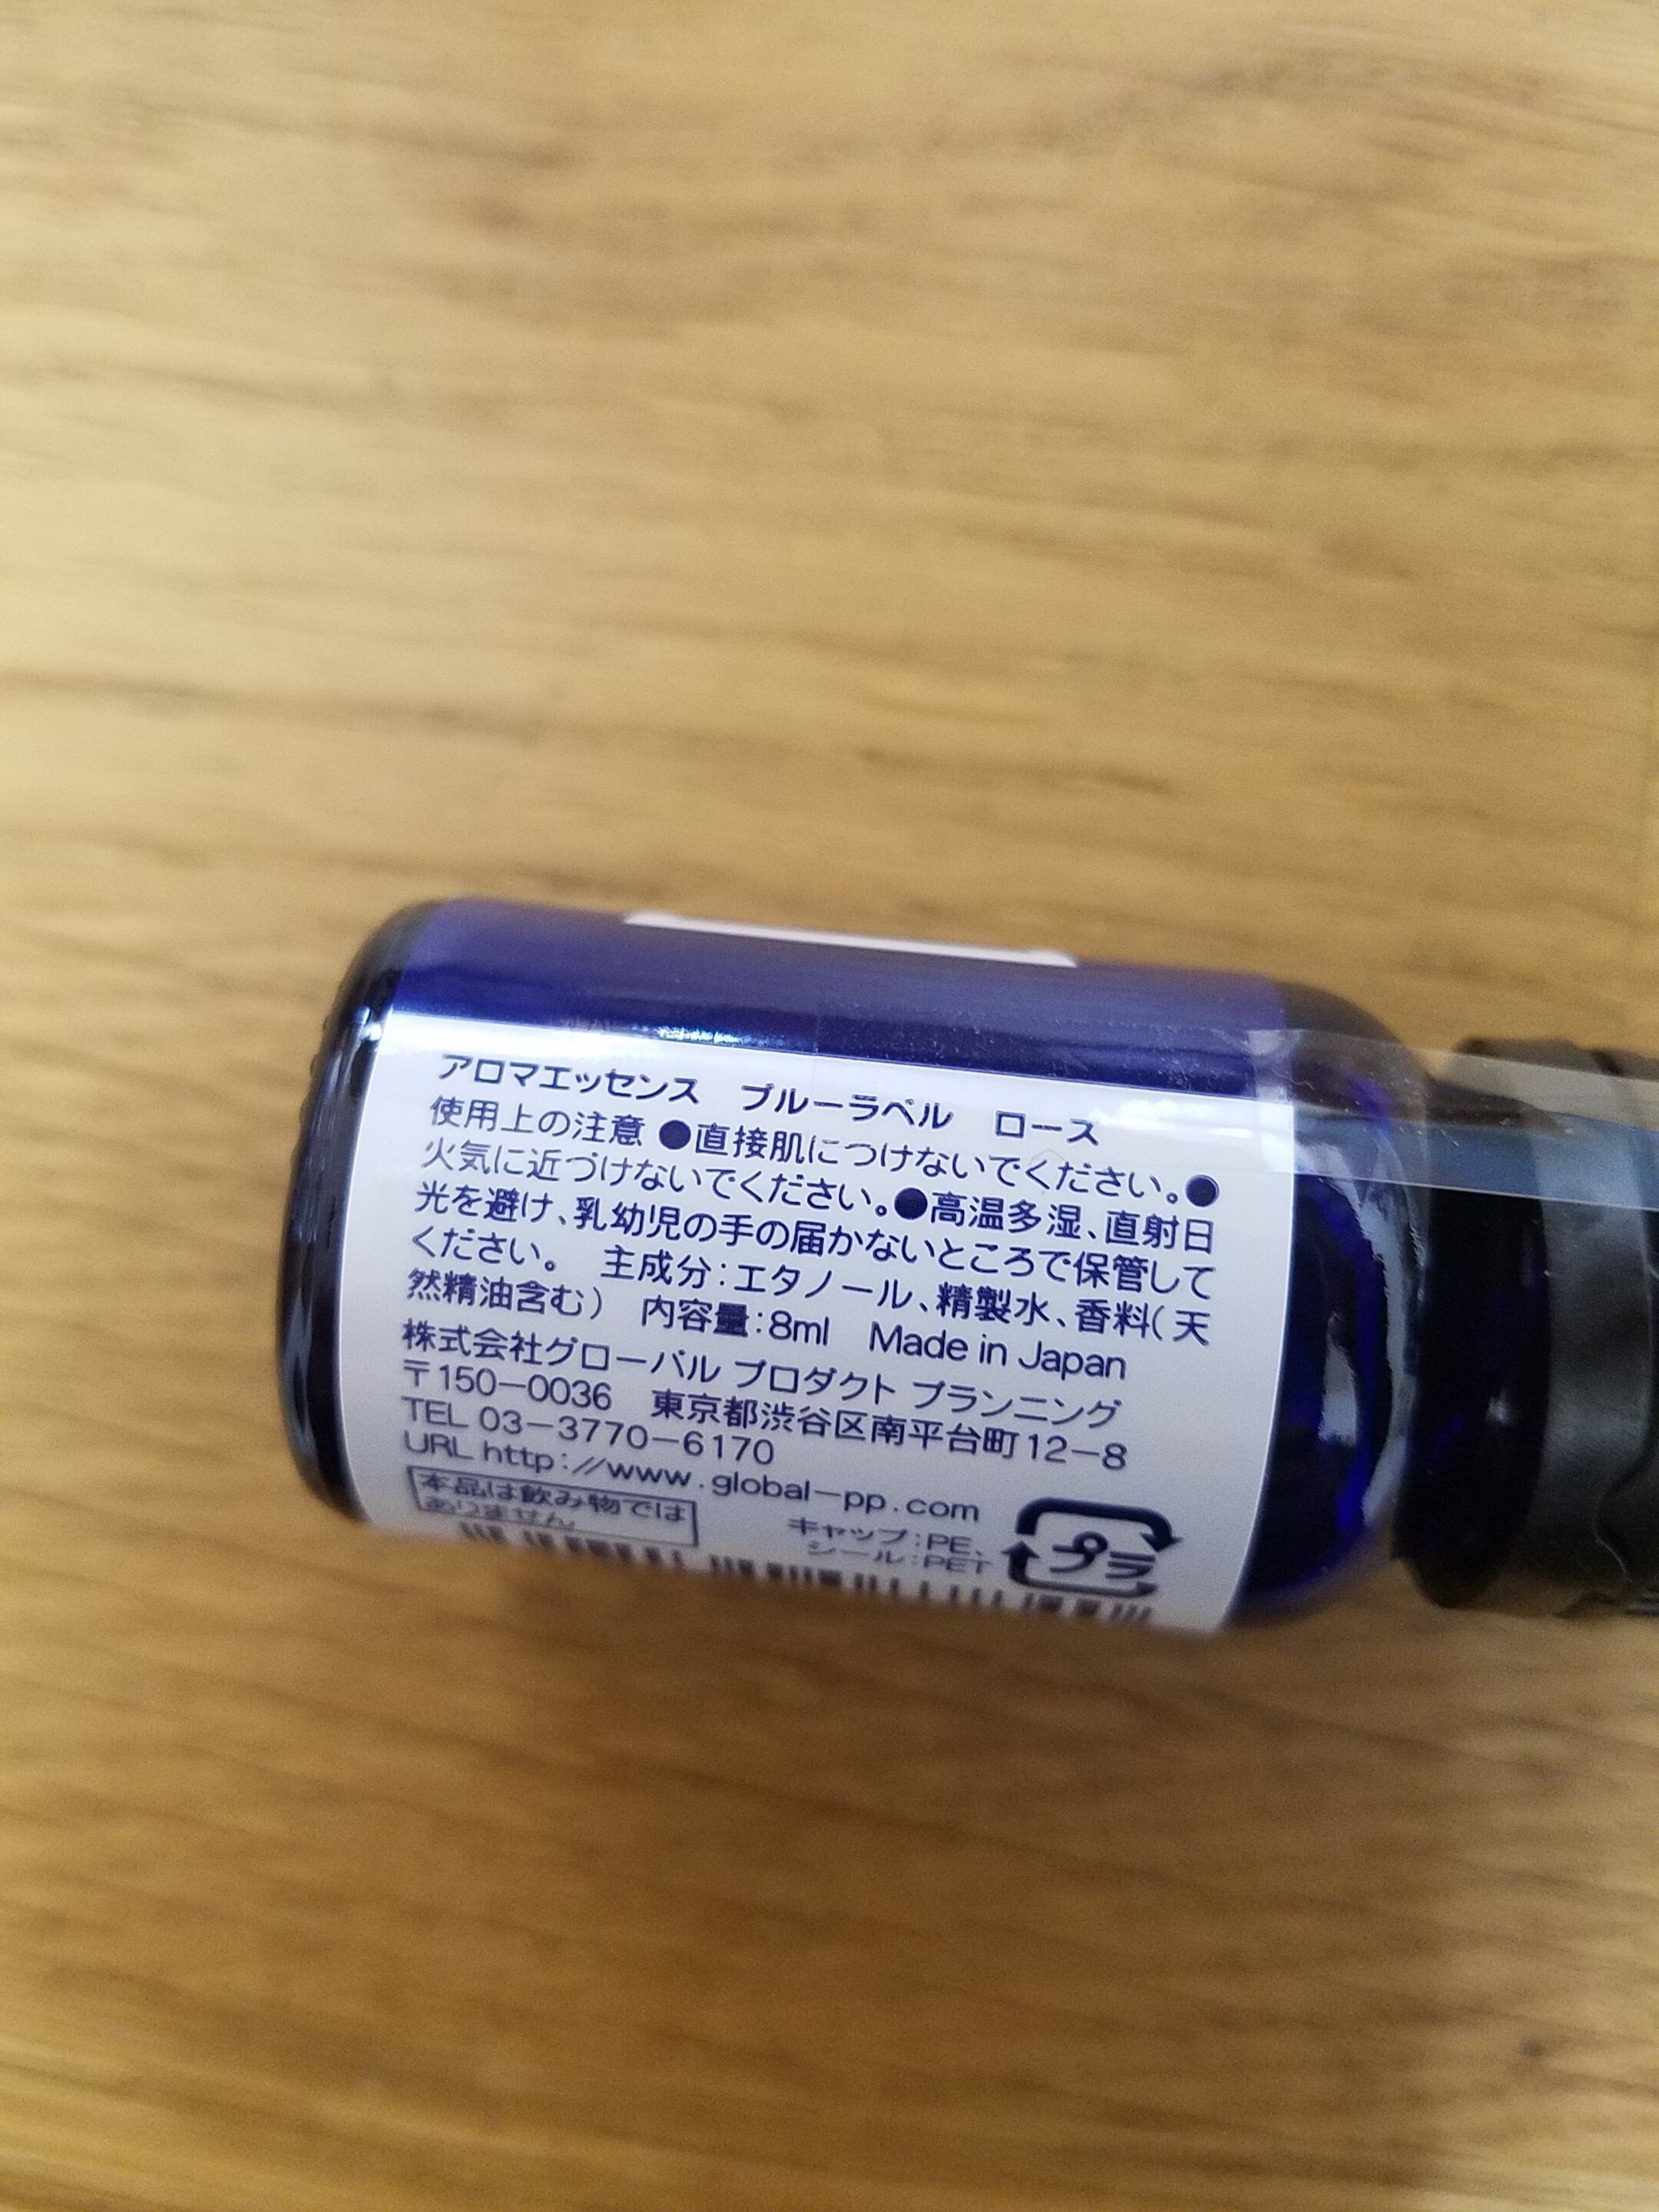 アロマエッセンス　ブルーラベル　ローズ
使用上の注意 ●直接肌につけないでください。●
火気に近づけないでください。●高温多湿、直射日
光を避け、乳幼児の手の届かないところで保管して
ください。　主成分：エタノール、精製水、香料（天
然精油含む）　内容量：8ml　Made in Japan
株式会社グローバル プロダクト プランニング
〒150－0036　東京都渋谷区南平台町12－8
TEL 03－3770－6170
URL http://www.global-pp.com
本品は飲み物では
ありません
キャップ：PE、
シール：PET
プラ